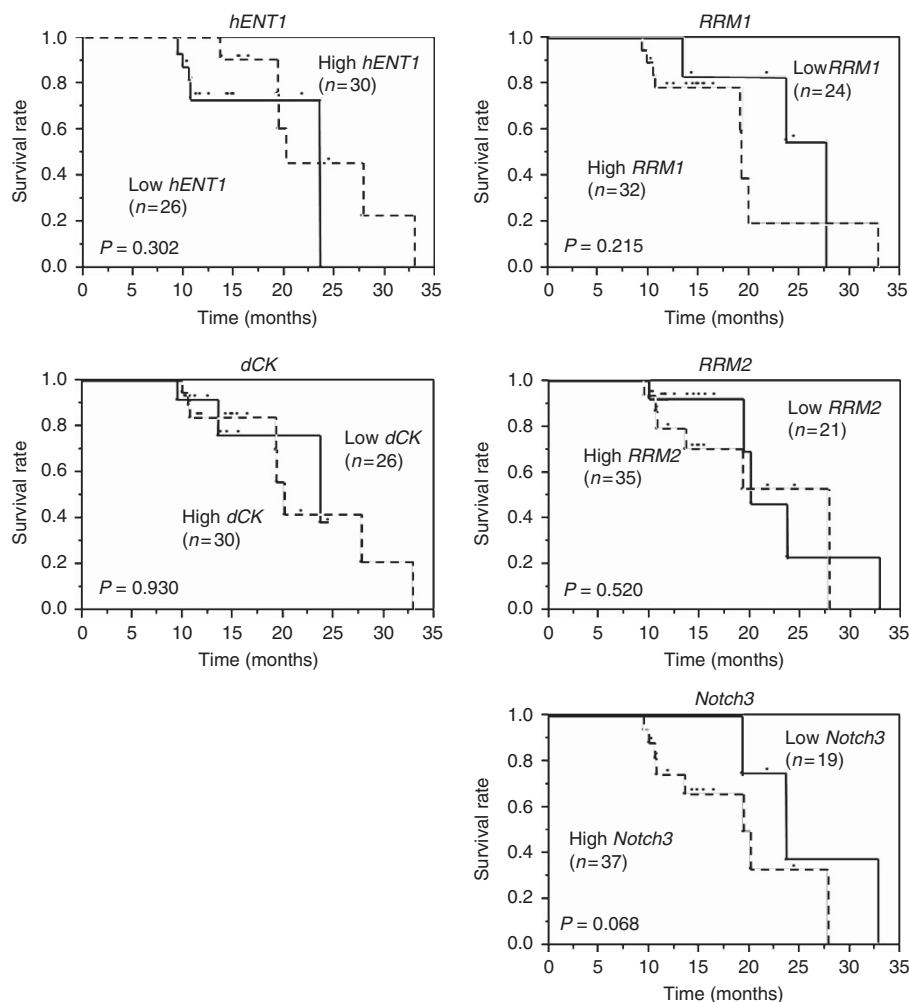 hENT1
1.0
0.8
0.6
0.4
0.2
0.0
Survival rate
High hENT1
(n=30)
Low hENT1
(n=26)
P = 0.302
0 5 10 15 20 25 30 35
Time (months)
RRM1
1.0
0.8
0.6
0.4
0.2
0.0
Survival rate
LowRRM1
(n=24)
High RRM1
(n=32)
P = 0.215
0 5 10 15 20 25 30 35
Time (months)
dCK
1.0
0.8
0.6
0.4
0.2
0.0
Survival rate
Low dCK
(n=26)
High dCK
(n=30)
P = 0.930
0 5 10 15 20 25 30 35
Time (months)
RRM2
1.0
0.8
0.6
0.4
0.2
0.0
Survival rate
Low RRM2
(n=21)
High RRM2
(n=35)
P = 0.520
0 5 10 15 20 25 30 35
Time (months)
Notch3
1.0
0.8
0.6
0.4
0.2
0.0
Survival rate
Low Notch3
(n=19)
High Notch3
(n=37)
P = 0.068
0 5 10 15 20 25 30 35
Time (months)